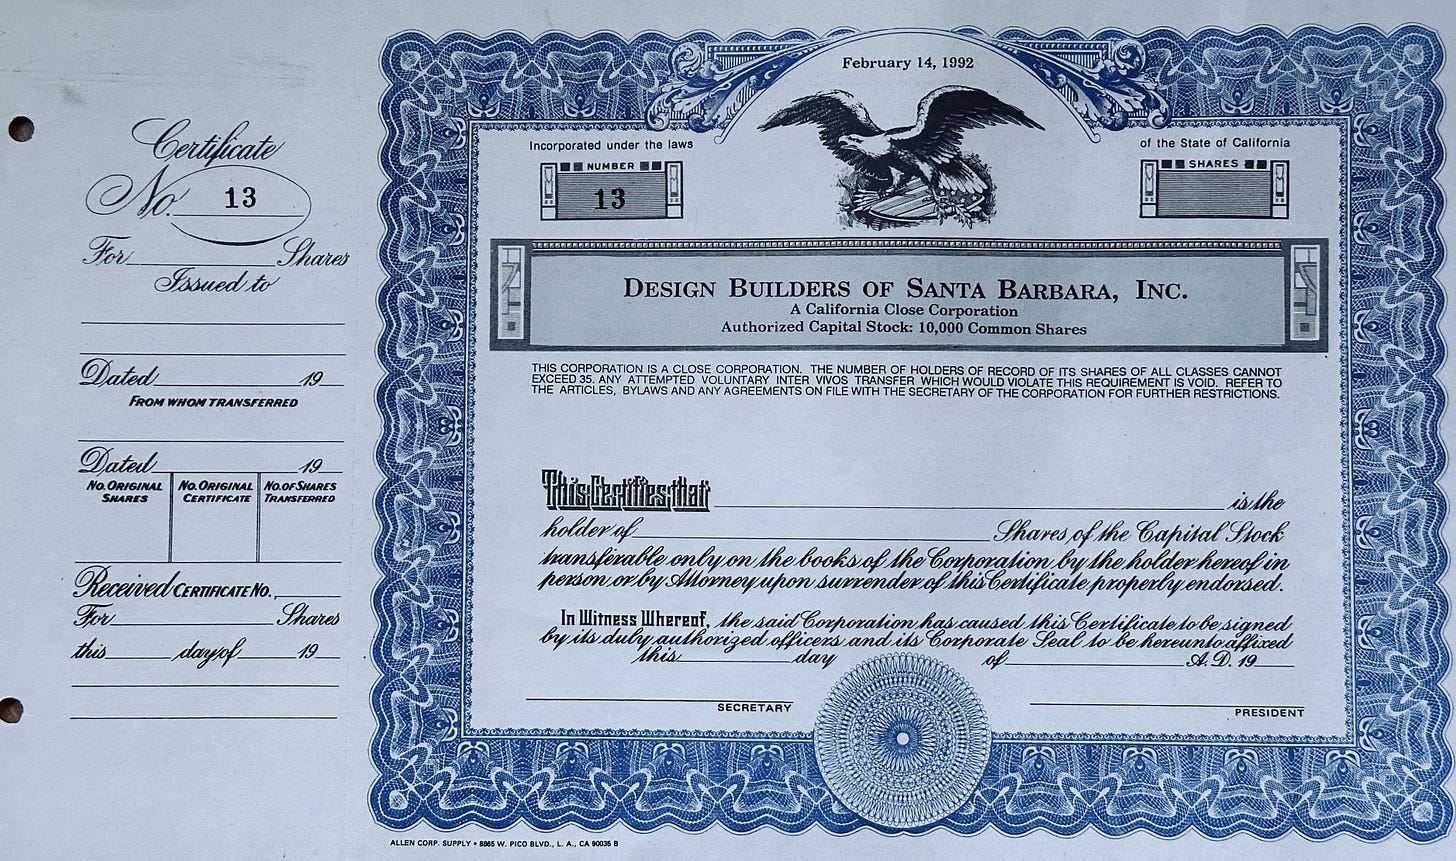 Certificate
No. 13
For Shares
Issued to
Dated 19
FROM WHOM TRANSFERRED
Dated 19
NO. ORIGINAL SHARES
NO. ORIGINAL CERTIFICATE
NO. OF SHARES TRANSFERRED
Received CERTIFICATE NO.
For Shares
this day of 19
February 14, 1992
Incorporated under the laws
of the State of California
NUMBER
13
SHARES
DESIGN BUILDERS OF SANTA BARBARA, INC.
A California Close Corporation
Authorized Capital Stock: 10,000 Common Shares
THIS CORPORATION IS A CLOSE CORPORATION. THE NUMBER OF HOLDERS OF RECORD OF ITS SHARES OF ALL CLASSES CANNOT
EXCEED 35. ANY ATTEMPTED VOLUNTARY INTER VIVOS TRANSFER WHICH WOULD VIOLATE THIS REQUIREMENT IS VOID. REFER TO
THE ARTICLES, BYLAWS AND ANY AGREEMENTS ON FILE WITH THE SECRETARY OF THE CORPORATION FOR FURTHER RESTRICTIONS.
This Certifies that is the
holder of Shares of the Capital Stock
transferable only on the books of the Corporation by the holder hereof in
person or by Attorney upon surrender of this Certificate properly endorsed.
In Witness Whereof, the said Corporation has caused this Certificate to be signed
by its duly authorized officers and its Corporate Seal to be hereunto affixed
this day of A.D. 19
SECRETARY
PRESIDENT
ALLEN CORP. SUPPLY • 8865 W. PICO BLVD., L. A., CA 90035 B